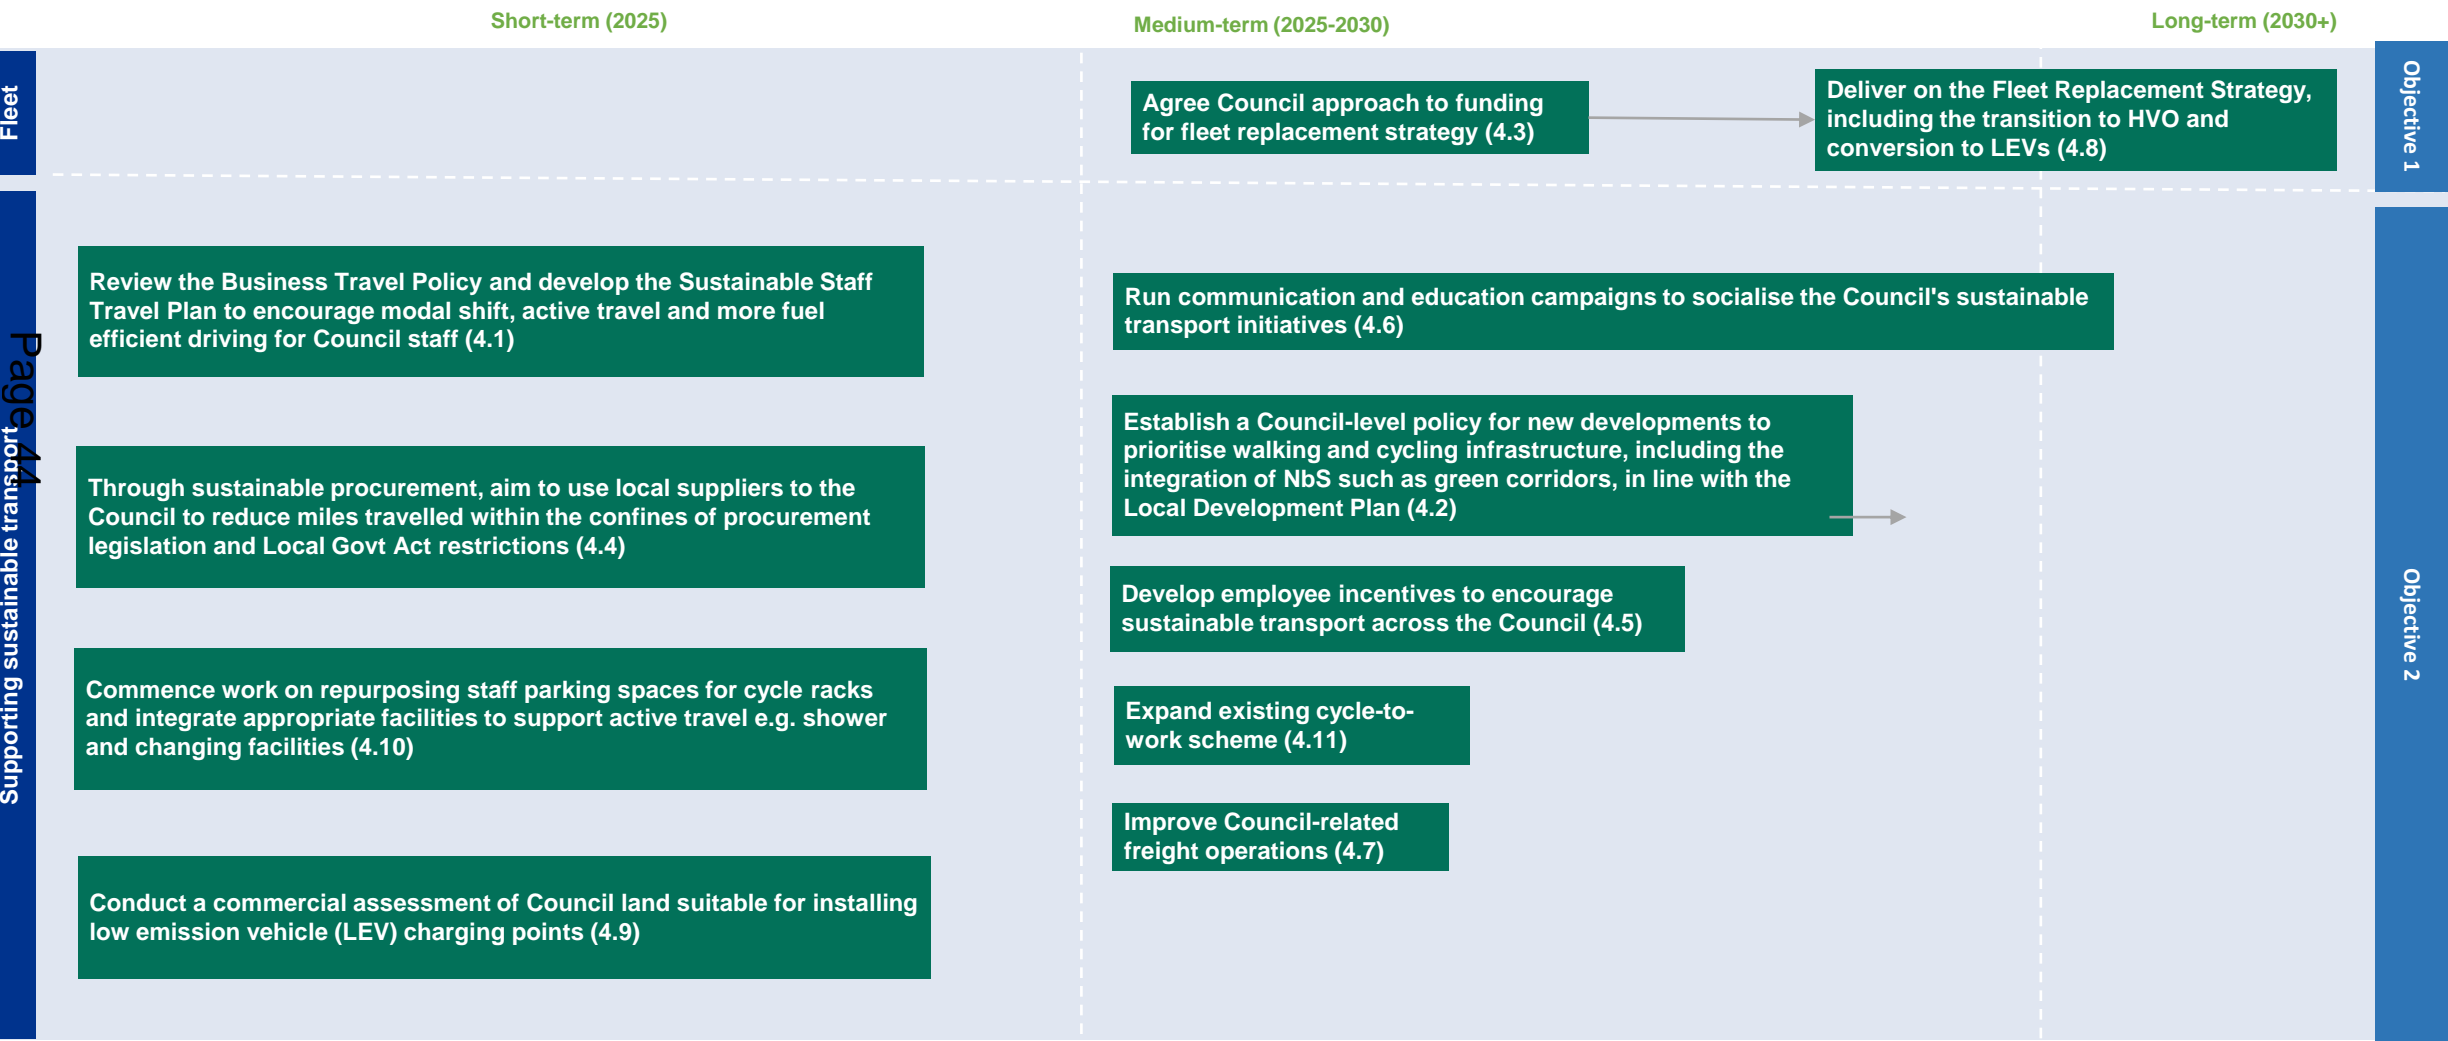 Short-term (2025)
Medium-term (2025-2030)
Long-term (2030+)
Fleet
Agree Council approach to funding
for fleet replacement strategy (4.3)
Deliver on the Fleet Replacement Strategy,
including the transition to HVO and
conversion to LEVs (4.8)
Objective 1
Supporting sustainable transport
Page 44
Review the Business Travel Policy and develop the Sustainable Staff
Travel Plan to encourage modal shift, active travel and more fuel
efficient driving for Council staff (4.1)
Through sustainable procurement, aim to use local suppliers to the
Council to reduce miles travelled within the confines of procurement
legislation and Local Govt Act restrictions (4.4)
Commence work on repurposing staff parking spaces for cycle racks
and integrate appropriate facilities to support active travel e.g. shower
and changing facilities (4.10)
Conduct a commercial assessment of Council land suitable for installing
low emission vehicle (LEV) charging points (4.9)
Run communication and education campaigns to socialise the Council's sustainable
transport initiatives (4.6)
Establish a Council-level policy for new developments to
prioritise walking and cycling infrastructure, including the
integration of NbS such as green corridors, in line with the
Local Development Plan (4.2)
Develop employee incentives to encourage
sustainable transport across the Council (4.5)
Expand existing cycle-to-
work scheme (4.11)
Improve Council-related
freight operations (4.7)
Objective 2